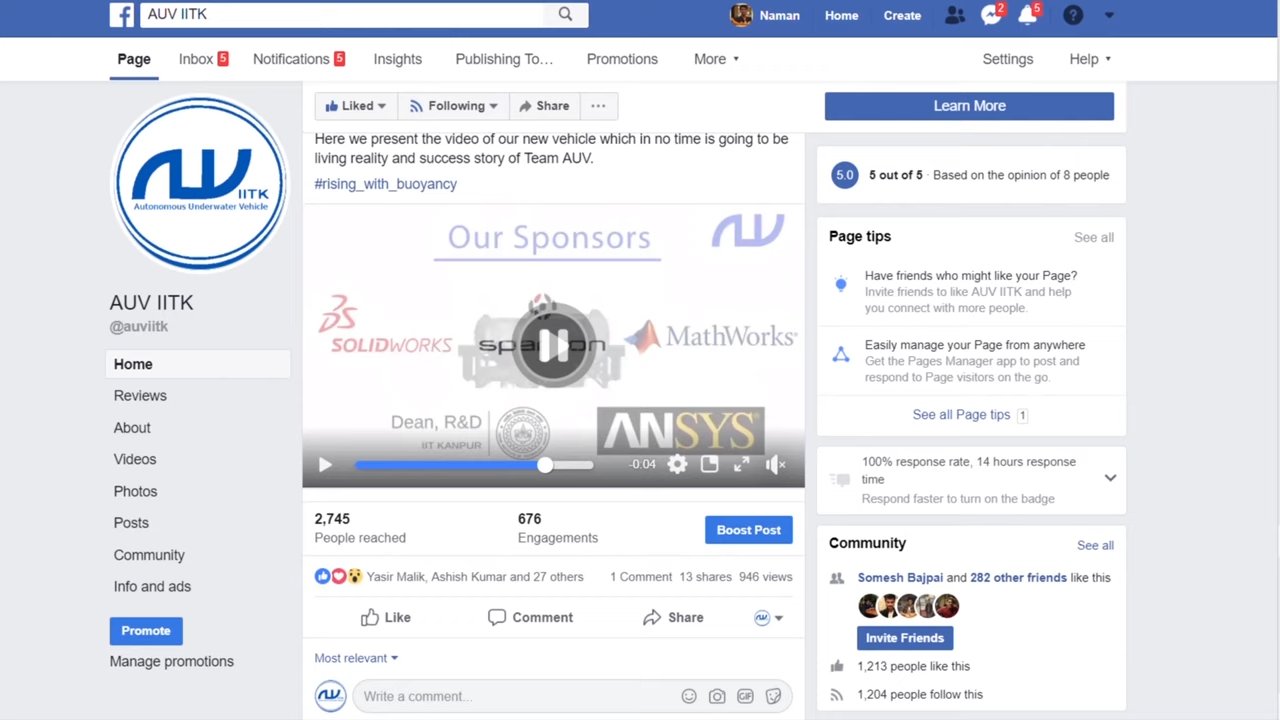 AUV IITK
Naman
Home
Create
2
5
Page
Inbox 5
Notifications 5
Insights
Publishing To...
Promotions
More
Settings
Help
AUV
IITK
Autonomous Underwater Vehicle
AUV IITK
@auviitk
Home
Reviews
About
Videos
Photos
Posts
Community
Info and ads
Promote
Manage promotions
Liked
Following
Share
Here we present the video of our new vehicle which in no time is going to be
living reality and success story of Team AUV.
#rising_with_buoyancy
Our Sponsors
AUV
SOLIDWORKS
MathWorks
Dean, R&D
IIT KANPUR
ANSYS
-0:04
2,745
People reached
676
Engagements
Boost Post
Yasir Malik, Ashish Kumar and 27 others
1 Comment 13 shares 946 views
Like
Comment
Share
Most relevant
Write a comment...
GIF
Learn More
5.0
5 out of 5 · Based on the opinion of 8 people
Page tips
See all
Have friends who might like your Page?
Invite friends to like AUV IITK and help
you connect with more people.
Easily manage your Page from anywhere
Get the Pages Manager app to post and
respond to Page visitors on the go.
See all Page tips 1
100% response rate, 14 hours response
time
Respond faster to turn on the badge
Community
See all
Somesh Bajpai and 282 other friends like this
Invite Friends
1,213 people like this
1,204 people follow this